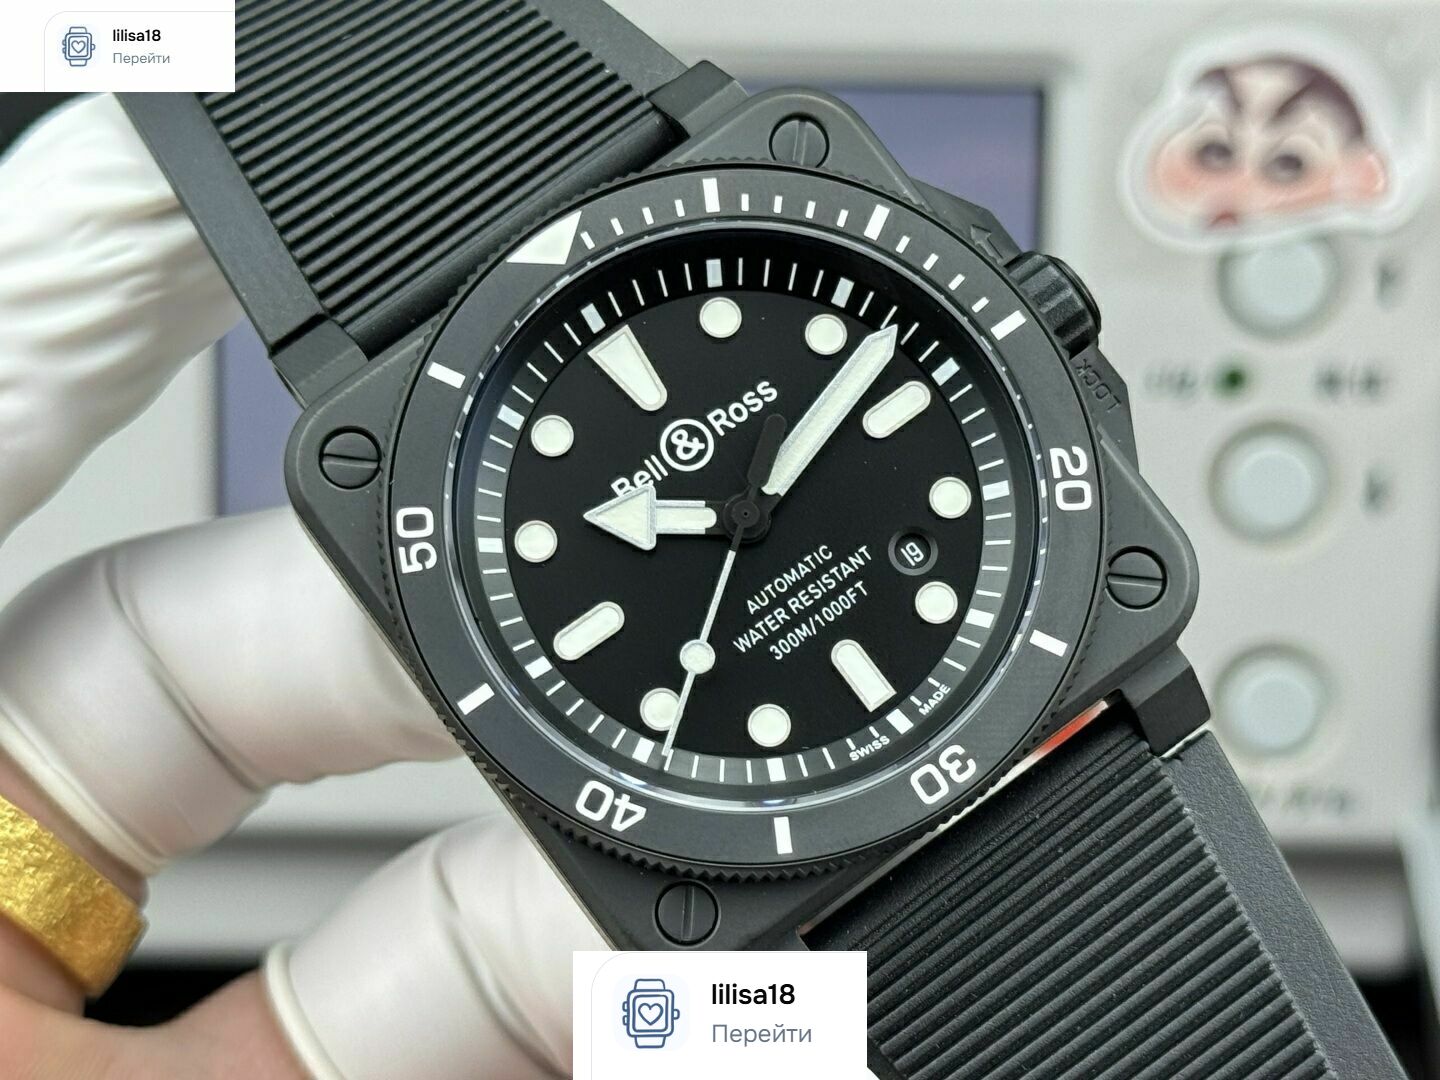 lilisa18
Перейти
Bell & Ross
AUTOMATIC
WATER RESISTANT
300M/1000FT
19
SWISS MADE
20
30
40
50
LOCK
lilisa18
Перейти